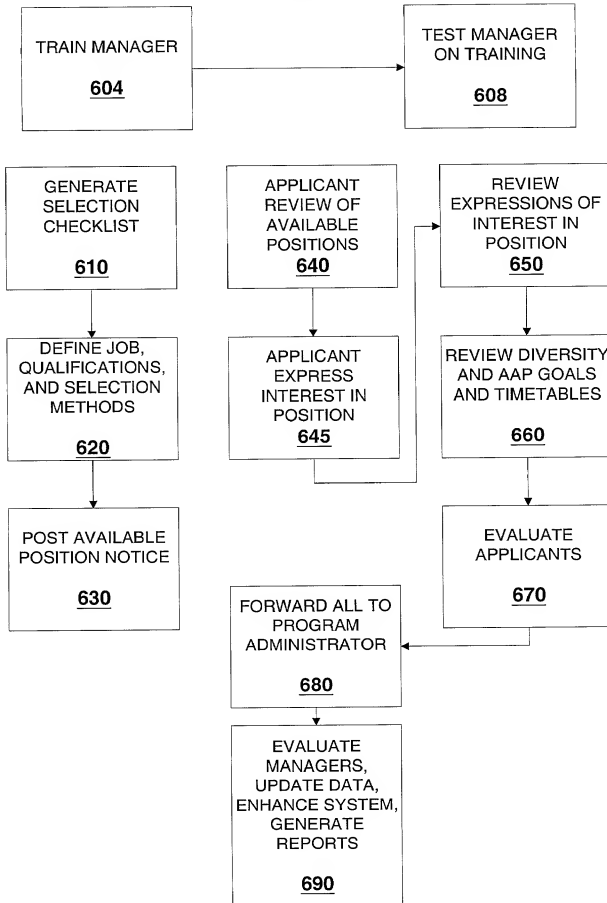 TRAIN MANAGER
604
TEST MANAGER
ON TRAINING
608
GENERATE
SELECTION
CHECKLIST
610
DEFINE JOB,
QUALIFICATIONS,
AND SELECTION
METHODS
620
POST AVAILABLE
POSITION NOTICE
630
APPLICANT
REVIEW OF
AVAILABLE
POSITIONS
640
APPLICANT
EXPRESS
INTEREST IN
POSITION
645
REVIEW
EXPRESSIONS OF
INTEREST IN
POSITION
650
REVIEW DIVERSITY
AND AAP GOALS
AND TIMETABLES
660
EVALUATE
APPLICANTS
670
FORWARD ALL TO
PROGRAM
ADMINISTRATOR
680
EVALUATE
MANAGERS,
UPDATE DATA,
ENHANCE SYSTEM,
GENERATE
REPORTS
690